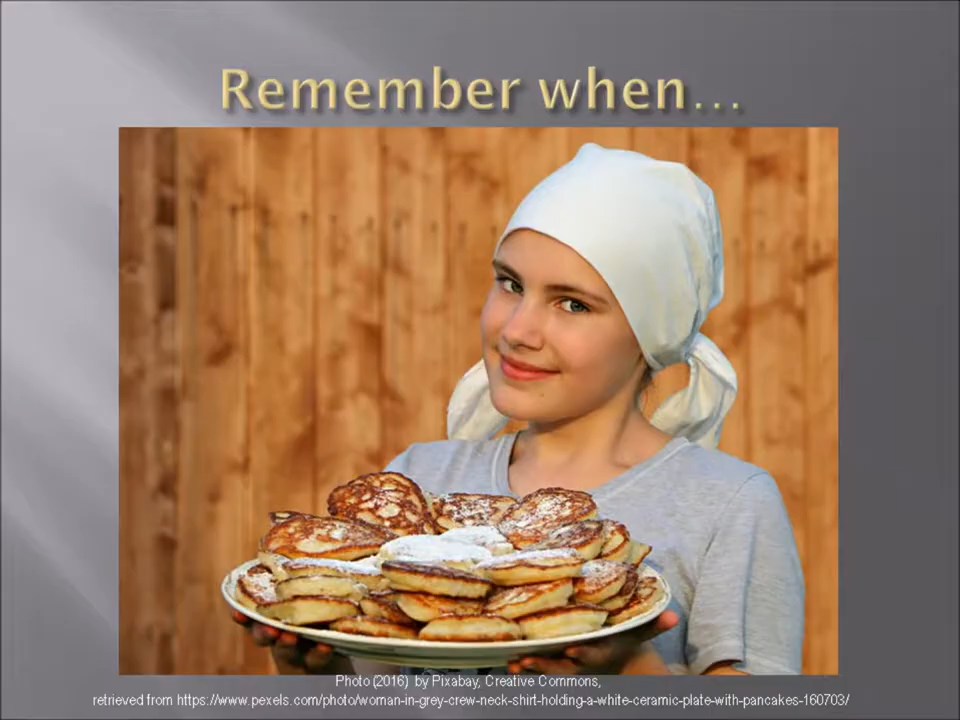 Remember when...
Photo (2016) by Pixabay, Creative Commons,
retrieved from https://www.pexels.com/photo/woman-in-grey-crew-neck-shirt-holding-a-white-ceramic-plate-with-pancakes-160703/